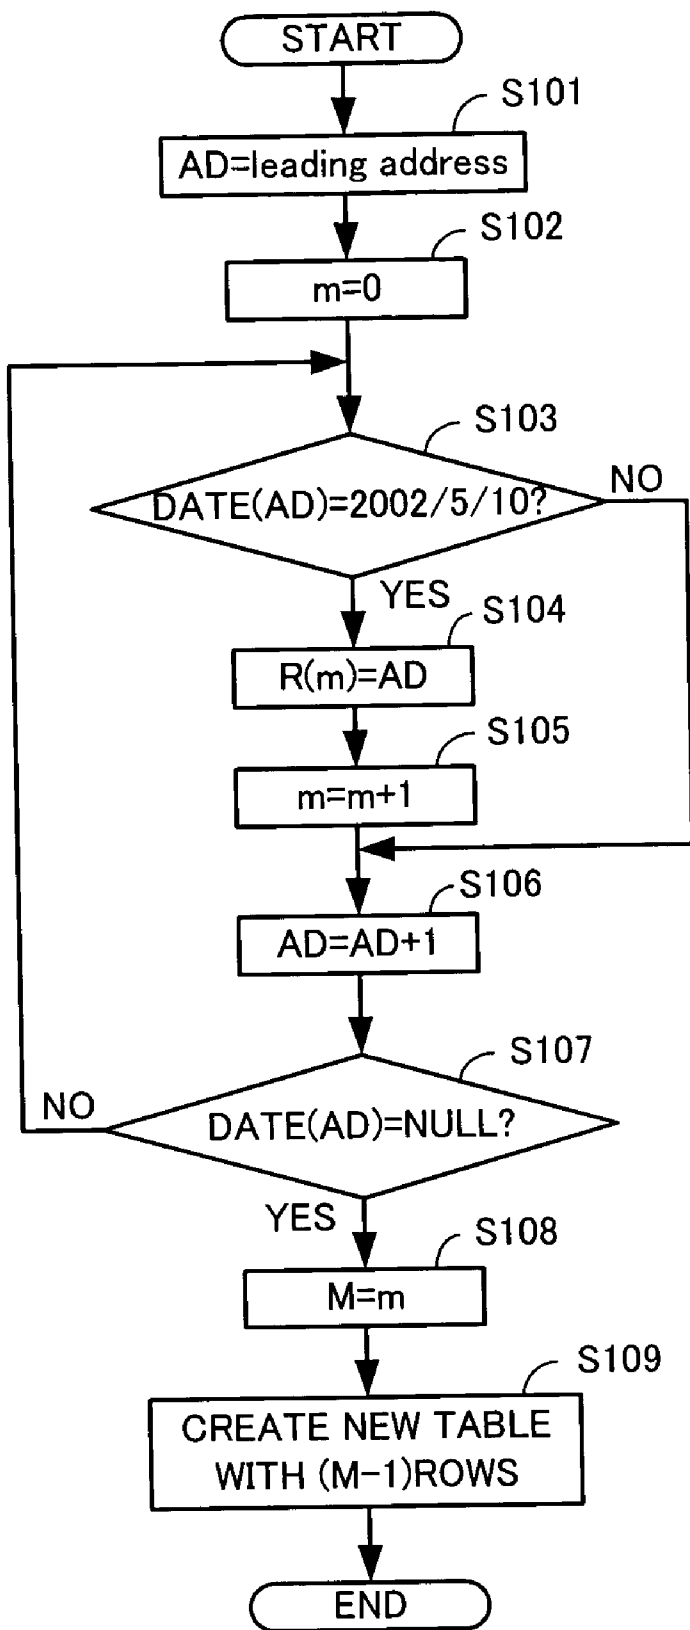 START
S101
AD=leading address
S102
m=0
S103
DATE(AD)=2002/5/10?
NO
YES
S104
R(m)=AD
S105
m=m+1
S106
AD=AD+1
S107
DATE(AD)=NULL?
NO
YES
S108
M=m
S109
CREATE NEW TABLE
WITH (M-1)ROWS
END